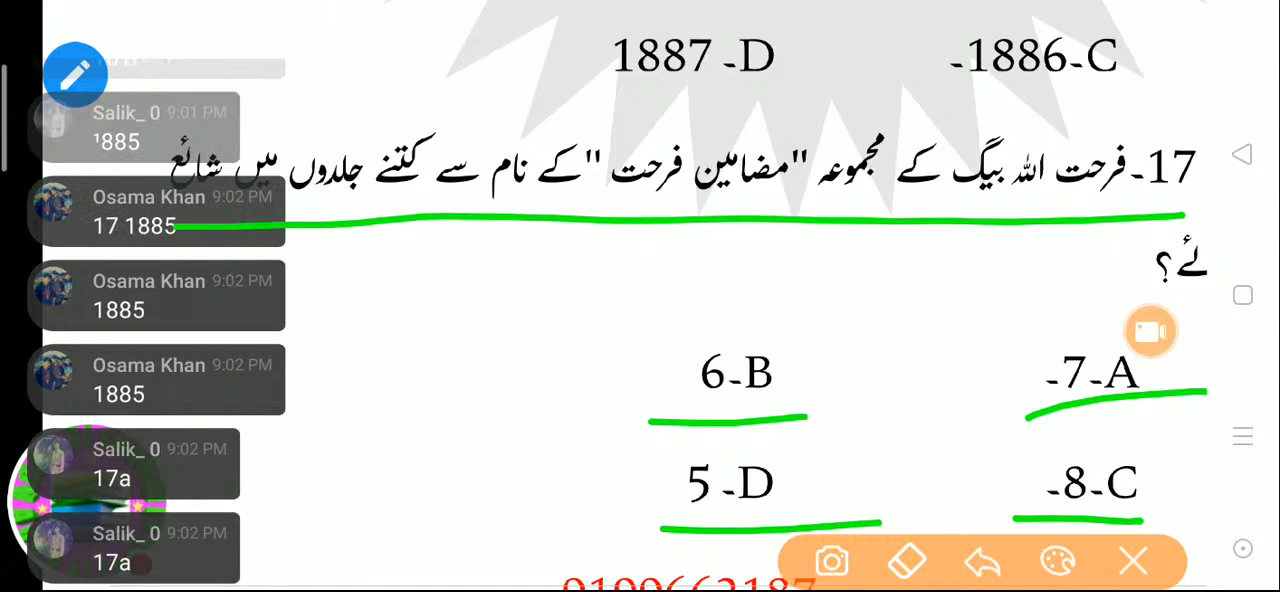 1886-C-
1887 -D
17۔فرحت اللہ بیگ کے مجموعہ "مضامین فرحت "کے نام سے کتنے جلدوں میں شائع
ئے؟
7-A-
6-B
8-C-
5 -D
9199663187
Salik_ 0 9:01 PM
1885
Osama Khan 9:02 PM
17 1885
Osama Khan 9:02 PM
1885
Osama Khan 9:02 PM
1885
Salik_ 0 9:02 PM
17a
Salik_ 0 9:02 PM
17a